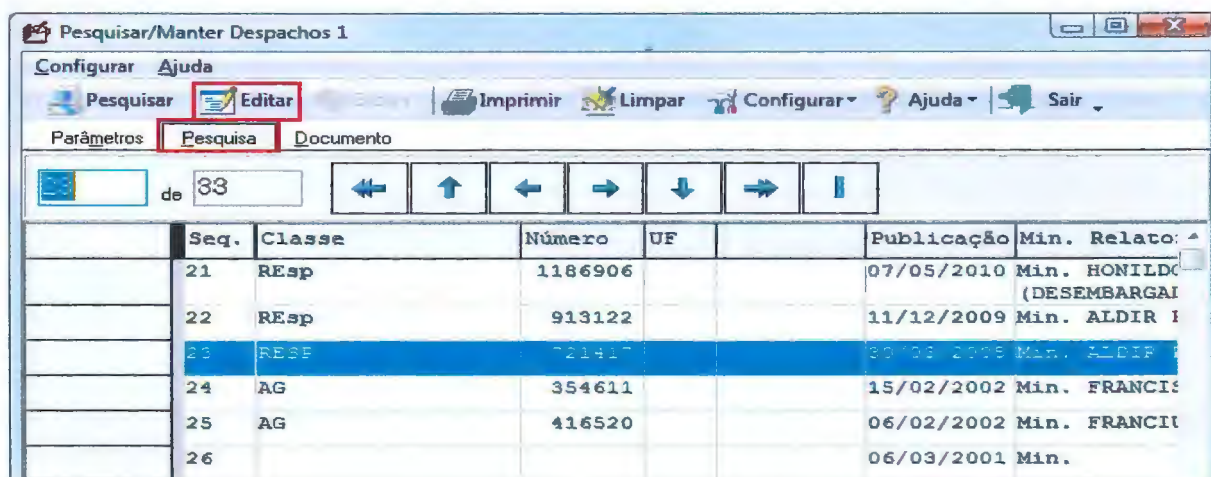 Pesquisar/Manter Despachos 1
Configurar Ajuda
Pesquisar Editar Imprimir Limpar Configurar Ajuda Sair
Parâmetros Pesquisa Documento
de 33
Seq. Classe Número UF Publicação Min. Relato
21 REsp 1186906 07/05/2010 Min. HONILDO
(DESEMBARGAD
22 REsp 913122 11/12/2009 Min. ALDIR
23 RESP Min. ALDIR
24 AG 354611 15/02/2002 Min. FRANCIS
25 AG 416520 06/02/2002 Min. FRANCIU
26 06/03/2001 Min.